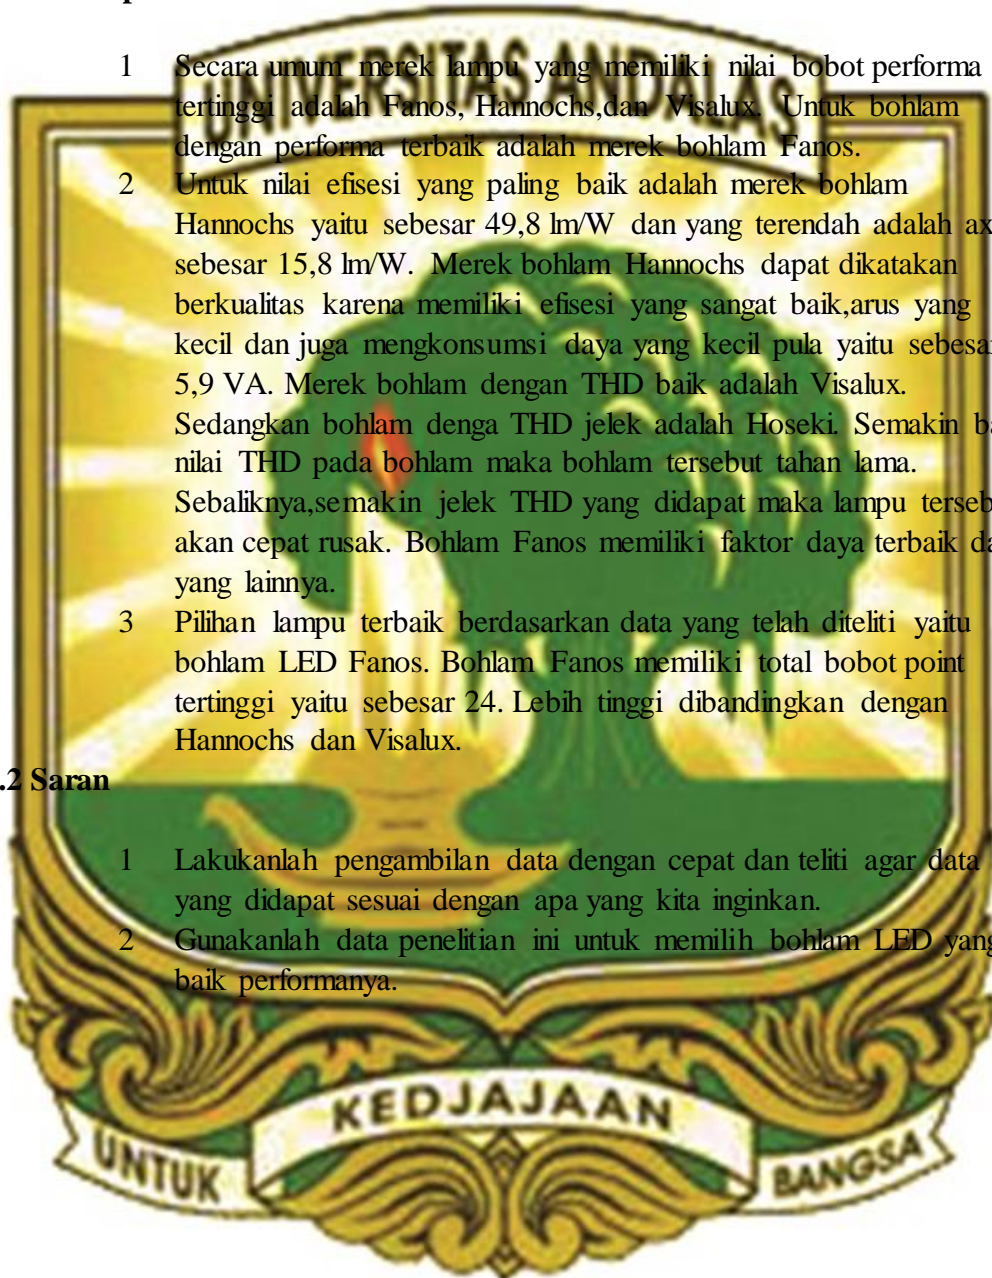 UNIVERSITAS ANDALAS
1 Secara umum merek lampu yang memiliki nilai bobot performa
tertinggi adalah Fanos, Hannochs,dan Visalux. Untuk bohlam
dengan performa terbaik adalah merek bohlam Fanos.
2 Untuk nilai efisesi yang paling baik adalah merek bohlam
Hannochs yaitu sebesar 49,8 lm/W dan yang terendah adalah ax
sebesar 15,8 lm/W. Merek bohlam Hannochs dapat dikatakan
berkualitas karena memiliki efisesi yang sangat baik,arus yang
kecil dan juga mengkonsumsi daya yang kecil pula yaitu sebesar
5,9 VA. Merek bohlam dengan THD baik adalah Visalux.
Sedangkan bohlam denga THD jelek adalah Hoseki. Semakin ba
nilai THD pada bohlam maka bohlam tersebut tahan lama.
Sebaliknya,semakin jelek THD yang didapat maka lampu terseb
akan cepat rusak. Bohlam Fanos memiliki faktor daya terbaik da
yang lainnya.
3 Pilihan lampu terbaik berdasarkan data yang telah diteliti yaitu
bohlam LED Fanos. Bohlam Fanos memiliki total bobot point
tertinggi yaitu sebesar 24. Lebih tinggi dibandingkan dengan
Hannochs dan Visalux.
.2 Saran
1 Lakukanlah pengambilan data dengan cepat dan teliti agar data
yang didapat sesuai dengan apa yang kita inginkan.
2 Gunakanlah data penelitian ini untuk memilih bohlam LED yang
baik performanya.
KEDJAJAAN
UNTUK BANGSA